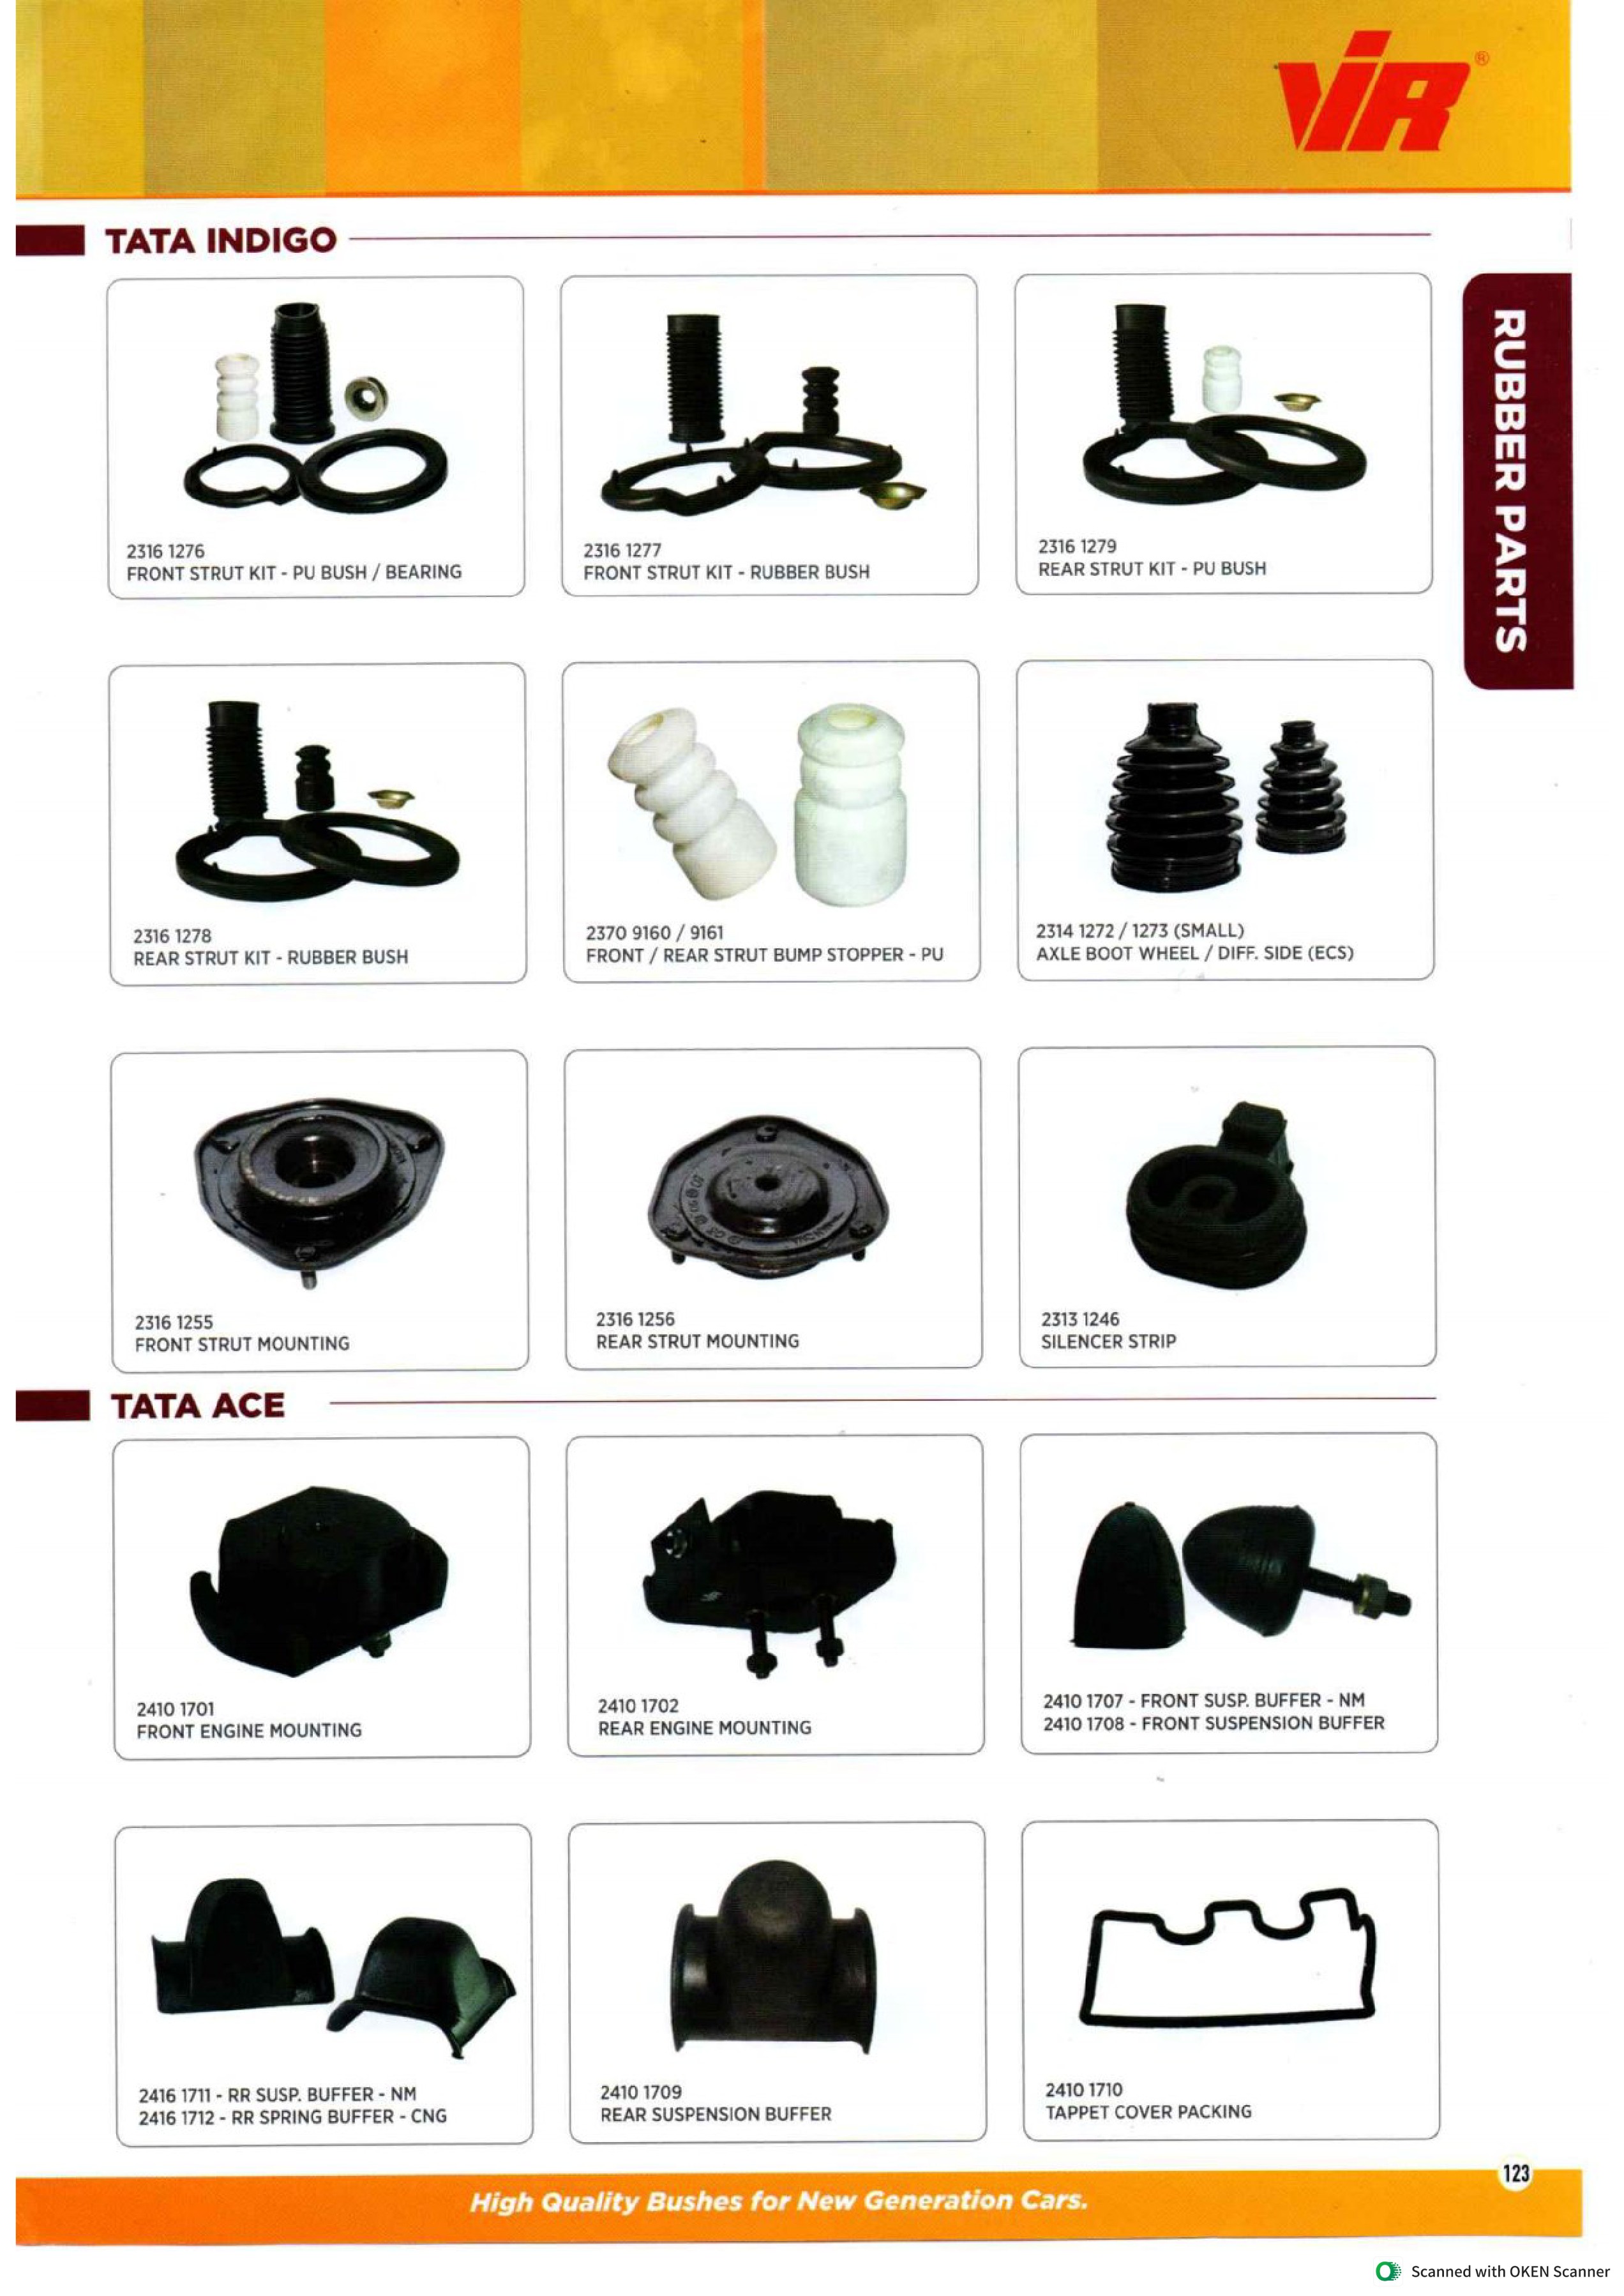 ViR®
TATA INDIGO
RUBBER PARTS
2316 1276
FRONT STRUT KIT - PU BUSH / BEARING
2316 1277
FRONT STRUT KIT - RUBBER BUSH
2316 1279
REAR STRUT KIT - PU BUSH
2316 1278
REAR STRUT KIT - RUBBER BUSH
2370 9160 / 9161
FRONT / REAR STRUT BUMP STOPPER - PU
2314 1272 / 1273 (SMALL)
AXLE BOOT WHEEL / DIFF. SIDE (ECS)
2316 1255
FRONT STRUT MOUNTING
2316 1256
REAR STRUT MOUNTING
2313 1246
SILENCER STRIP
TATA ACE
2410 1701
FRONT ENGINE MOUNTING
2410 1702
REAR ENGINE MOUNTING
2410 1707 - FRONT SUSP. BUFFER - NM
2410 1708 - FRONT SUSPENSION BUFFER
2416 1711 - RR SUSP. BUFFER - NM
2416 1712 - RR SPRING BUFFER - CNG
2410 1709
REAR SUSPENSION BUFFER
2410 1710
TAPPET COVER PACKING
123
High Quality Bushes for New Generation Cars.
Scanned with OKEN Scanner